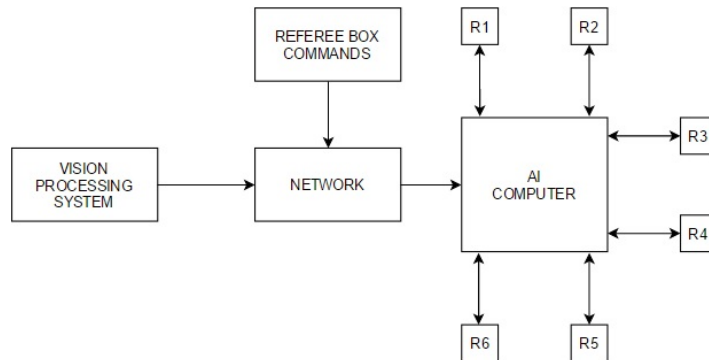 REFEREE BOX
COMMANDS
R1
R2
R3
VISION
PROCESSING
SYSTEM
NETWORK
AI
COMPUTER
R4
R6
R5